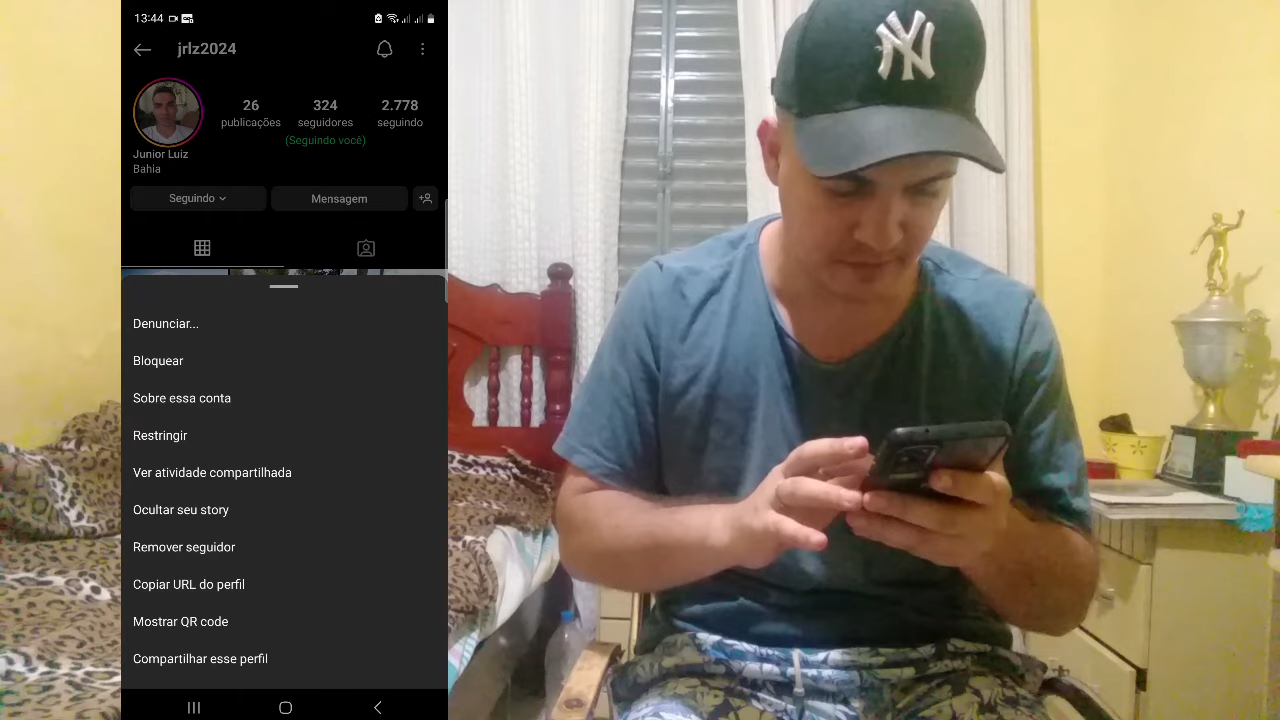 13:44
jrlz2024
26 324 2.778
publicações seguidores seguindo
(Seguindo você)
Junior Luiz
Bahia
Seguindo Mensagem
Denunciar...
Bloquear
Sobre essa conta
Restringir
Ver atividade compartilhada
Ocultar seu story
Remover seguidor
Copiar URL do perfil
Mostrar QR code
Compartilhar esse perfil
NY